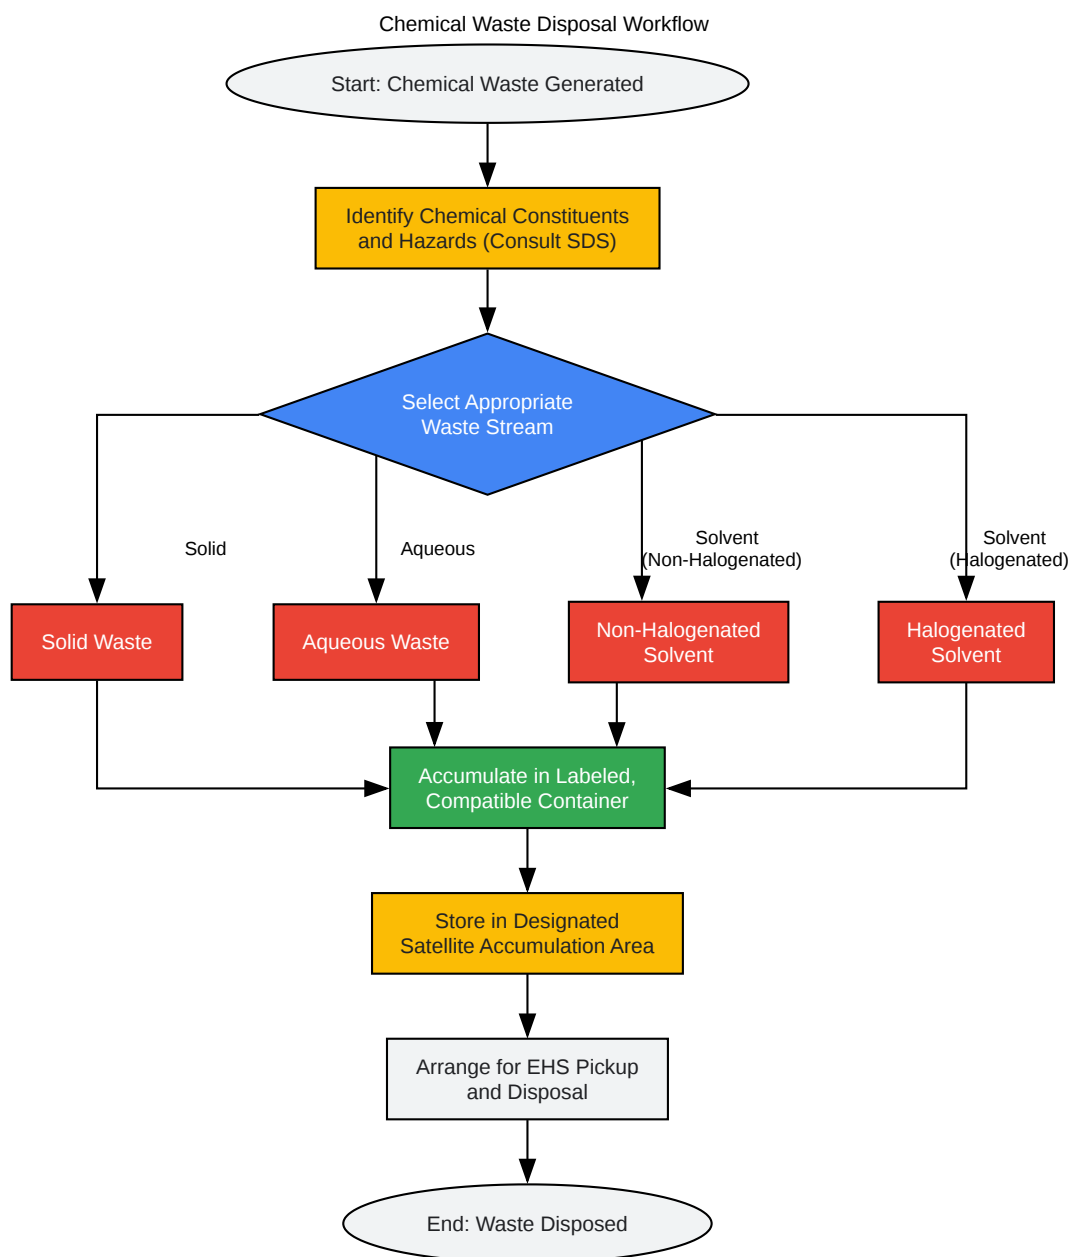 Chemical Waste Disposal Workflow
Start: Chemical Waste Generated
Identify Chemical Constituents
and Hazards (Consult SDS)
Select Appropriate
Waste Stream
Solid
Aqueous
Solvent
(Non-Halogenated)
Solvent
(Halogenated)
Solid Waste
Aqueous Waste
Non-Halogenated
Solvent
Halogenated
Solvent
Accumulate in Labeled,
Compatible Container
Store in Designated
Satellite Accumulation Area
Arrange for EHS Pickup
and Disposal
End: Waste Disposed